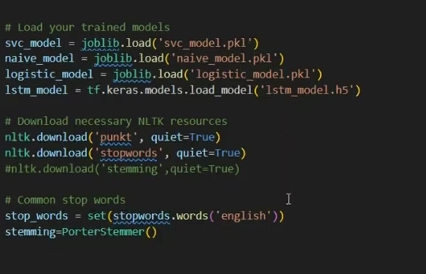 # Load your trained models
svc_model = joblib.load('svc_model.pkl')
naive_model = joblib.load('naive_model.pkl')
logistic_model = joblib.load('logistic_model.pkl')
lstm_model = tf.keras.models.load_model('lstm_model.h5')
# Download necessary NLTK resources
nltk.download('punkt', quiet=True)
nltk.download('stopwords', quiet=True)
#nltk.download('stemming',quiet=True)
# Common stop words
stop_words = set(stopwords.words('english'))
stemming=PorterStemmer()